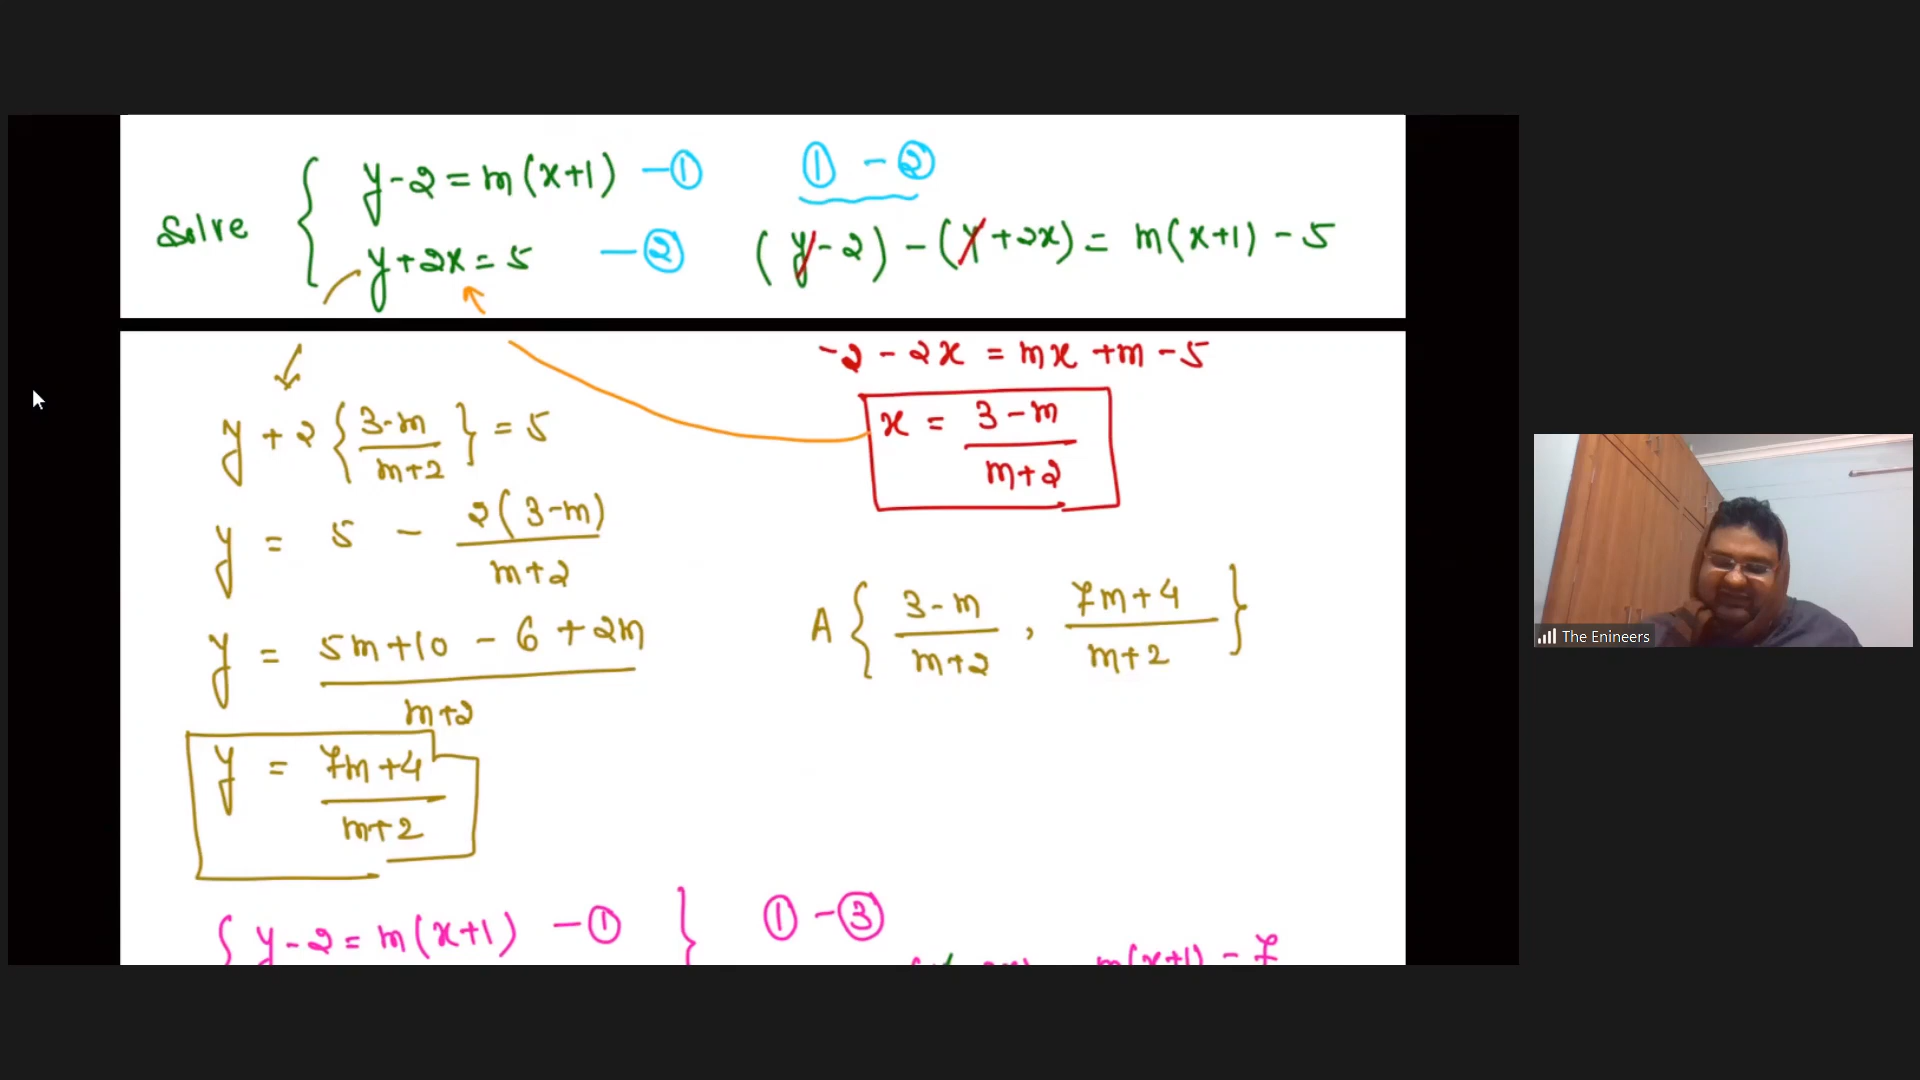 Solve { y-2 = m(x+1) -①
y+2x = 5 -②
① - ②
(y-2) - (y+2x) = m(x+1) - 5
-2 - 2x = mx + m - 5
x = 3-m / m+2
y + 2 { 3-m / m+2 } = 5
y = 5 - 2(3-m) / m+2
y = 5m+10 - 6 + 2m / m+2
y = 7m+4 / m+2
A { 3-m / m+2 , 7m+4 / m+2 }
{ y-2 = m(x+1) -① }
① - ③
m(x+1) - 7
The Enineers